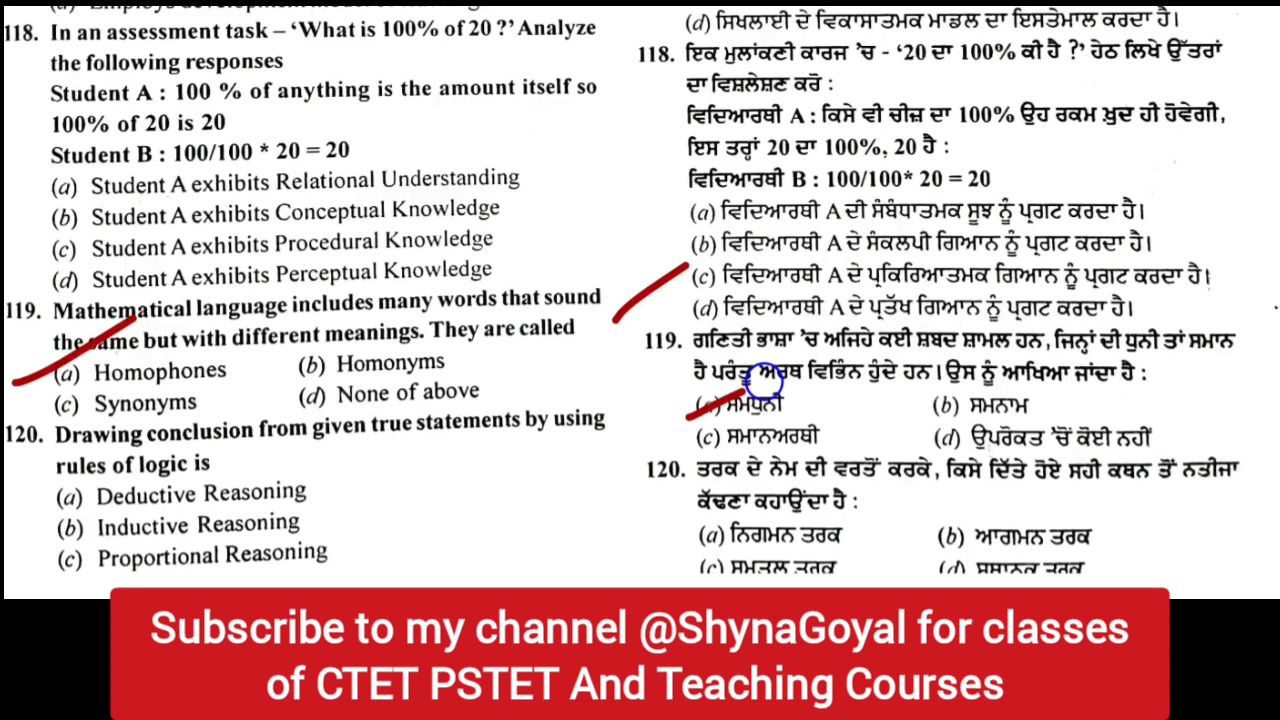 118. In an assessment task – ‘What is 100% of 20 ?’ Analyze
the following responses
Student A : 100 % of anything is the amount itself so
100% of 20 is 20
Student B : 100/100 * 20 = 20
(a) Student A exhibits Relational Understanding
(b) Student A exhibits Conceptual Knowledge
(c) Student A exhibits Procedural Knowledge
(d) Student A exhibits Perceptual Knowledge
119. Mathematical language includes many words that sound
the same but with different meanings. They are called
(a) Homophones (b) Homonyms
(c) Synonyms (d) None of above
120. Drawing conclusion from given true statements by using
rules of logic is
(a) Deductive Reasoning
(b) Inductive Reasoning
(c) Proportional Reasoning
(d) ਸਿਖਲਾਈ ਦੇ ਵਿਕਾਸਾਤਮਕ ਮਾਡਲ ਦਾ ਇਸਤੇਮਾਲ ਕਰਦਾ ਹੈ।
118. ਇਕ ਮੁਲਾਂਕਣੀ ਕਾਰਜ ’ਚ - ‘20 ਦਾ 100% ਕੀ ਹੈ ?’ ਹੇਠ ਲਿਖੇ ਉੱਤਰਾਂ
ਦਾ ਵਿਸ਼ਲੇਸ਼ਣ ਕਰੋ :
ਵਿਦਿਆਰਥੀ A : ਕਿਸੇ ਵੀ ਚੀਜ਼ ਦਾ 100% ਉਹ ਰਕਮ ਖ਼ੁਦ ਹੀ ਹੋਵੇਗੀ,
ਇਸ ਤਰ੍ਹਾਂ 20 ਦਾ 100%, 20 ਹੈ :
ਵਿਦਿਆਰਥੀ B : 100/100* 20 = 20
(a) ਵਿਦਿਆਰਥੀ A ਦੀ ਸੰਬੰਧਾਤਮਕ ਸੂਝ ਨੂੰ ਪ੍ਰਗਟ ਕਰਦਾ ਹੈ।
(b) ਵਿਦਿਆਰਥੀ A ਦੇ ਸੰਕਲਪੀ ਗਿਆਨ ਨੂੰ ਪ੍ਰਗਟ ਕਰਦਾ ਹੈ।
(c) ਵਿਦਿਆਰਥੀ A ਦੇ ਪ੍ਰਕਿਰਿਆਤਮਕ ਗਿਆਨ ਨੂੰ ਪ੍ਰਗਟ ਕਰਦਾ ਹੈ।
(d) ਵਿਦਿਆਰਥੀ A ਦੇ ਪ੍ਰਤੱਖ ਗਿਆਨ ਨੂੰ ਪ੍ਰਗਟ ਕਰਦਾ ਹੈ।
119. ਗਣਿਤੀ ਭਾਸ਼ਾ ’ਚ ਅਜਿਹੇ ਕਈ ਸ਼ਬਦ ਸ਼ਾਮਲ ਹਨ, ਜਿਨ੍ਹਾਂ ਦੀ ਧੁਨੀ ਤਾਂ ਸਮਾਨ
ਹੈ ਪਰੰਤੂ ਅਰਥ ਵਿਭਿੰਨ ਹੁੰਦੇ ਹਨ। ਉਸ ਨੂੰ ਆਖਿਆ ਜਾਂਦਾ ਹੈ :
(a) ਸਮਧੁਨੀ (b) ਸਮਨਾਮ
(c) ਸਮਾਨਅਰਥੀ (d) ਉਪਰੋਕਤ ’ਚੋਂ ਕੋਈ ਨਹੀਂ
120. ਤਰਕ ਦੇ ਨੇਮ ਦੀ ਵਰਤੋਂ ਕਰਕੇ, ਕਿਸੇ ਦਿੱਤੇ ਹੋਏ ਸਹੀ ਕਥਨ ਤੋਂ ਨਤੀਜਾ
ਕੱਢਣਾ ਕਹਾਉਂਦਾ ਹੈ :
(a) ਨਿਗਮਨ ਤਰਕ (b) ਆਗਮਨ ਤਰਕ
Subscribe to my channel @ShynaGoyal for classes
of CTET PSTET And Teaching Courses